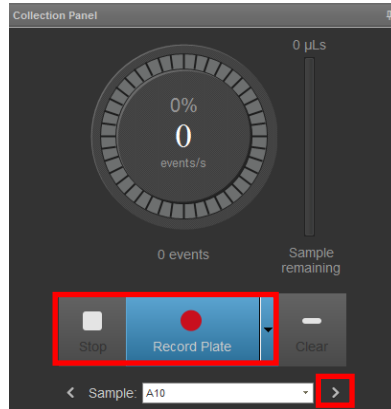 Collection Panel
0 µLs
0%
0
events/s
0 events
Sample
remaining
Stop
Record Plate
Clear
Sample: A10